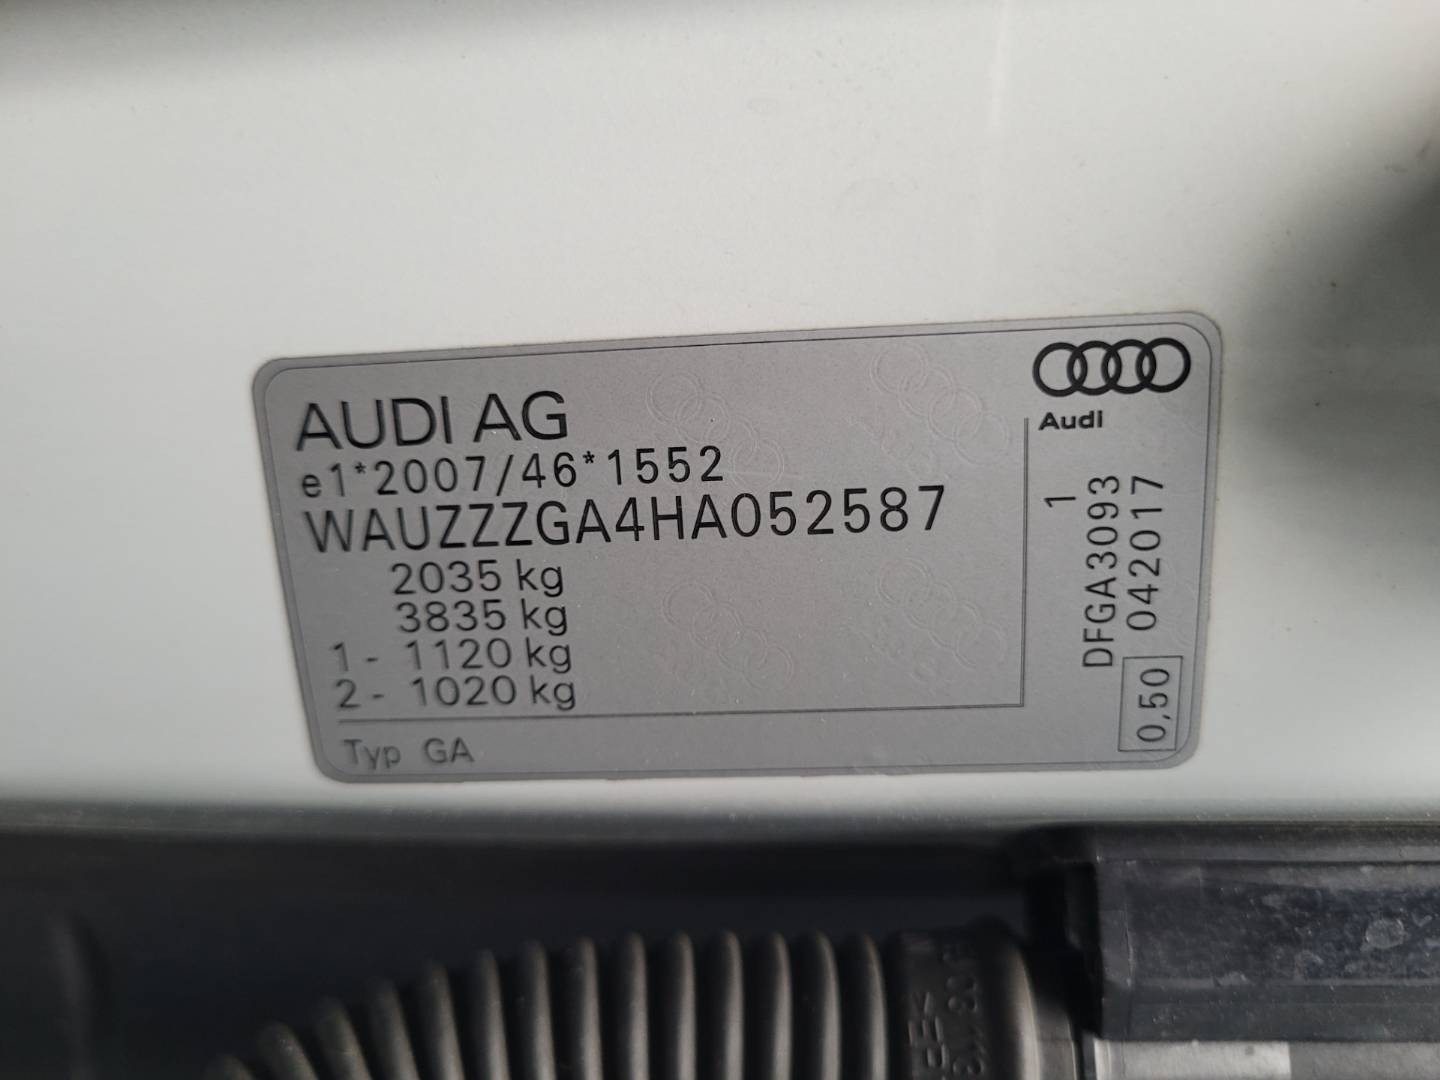 AUDI AG
e1*2007/46*1552
WAUZZZGA4HA052587
2035 kg
3835 kg
1 - 1120 kg
2 - 1020 kg
Typ GA
Audi
1
DFGA3093
042017
0,50